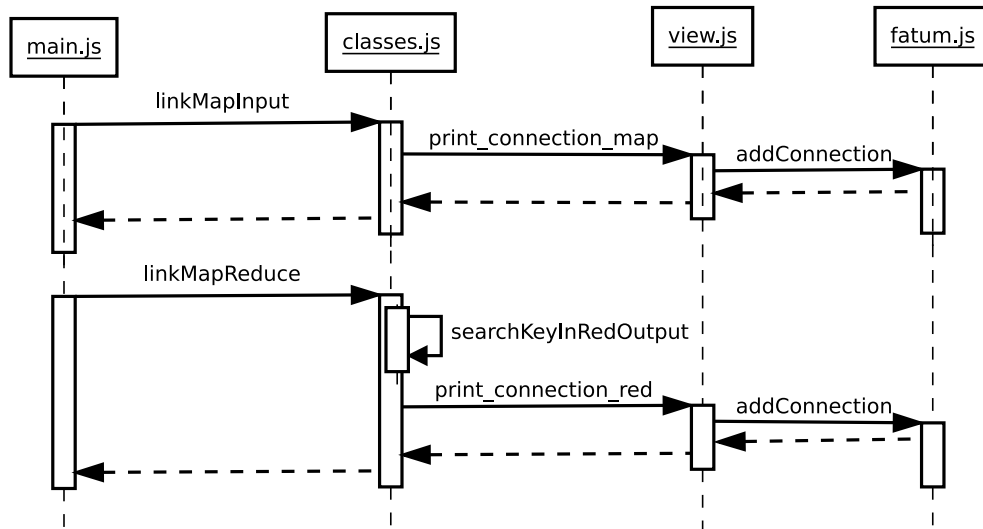 main.js
classes.js
view.js
fatum.js
linkMapInput
print_connection_map
addConnection
linkMapReduce
searchKeyInRedOutput
print_connection_red
addConnection